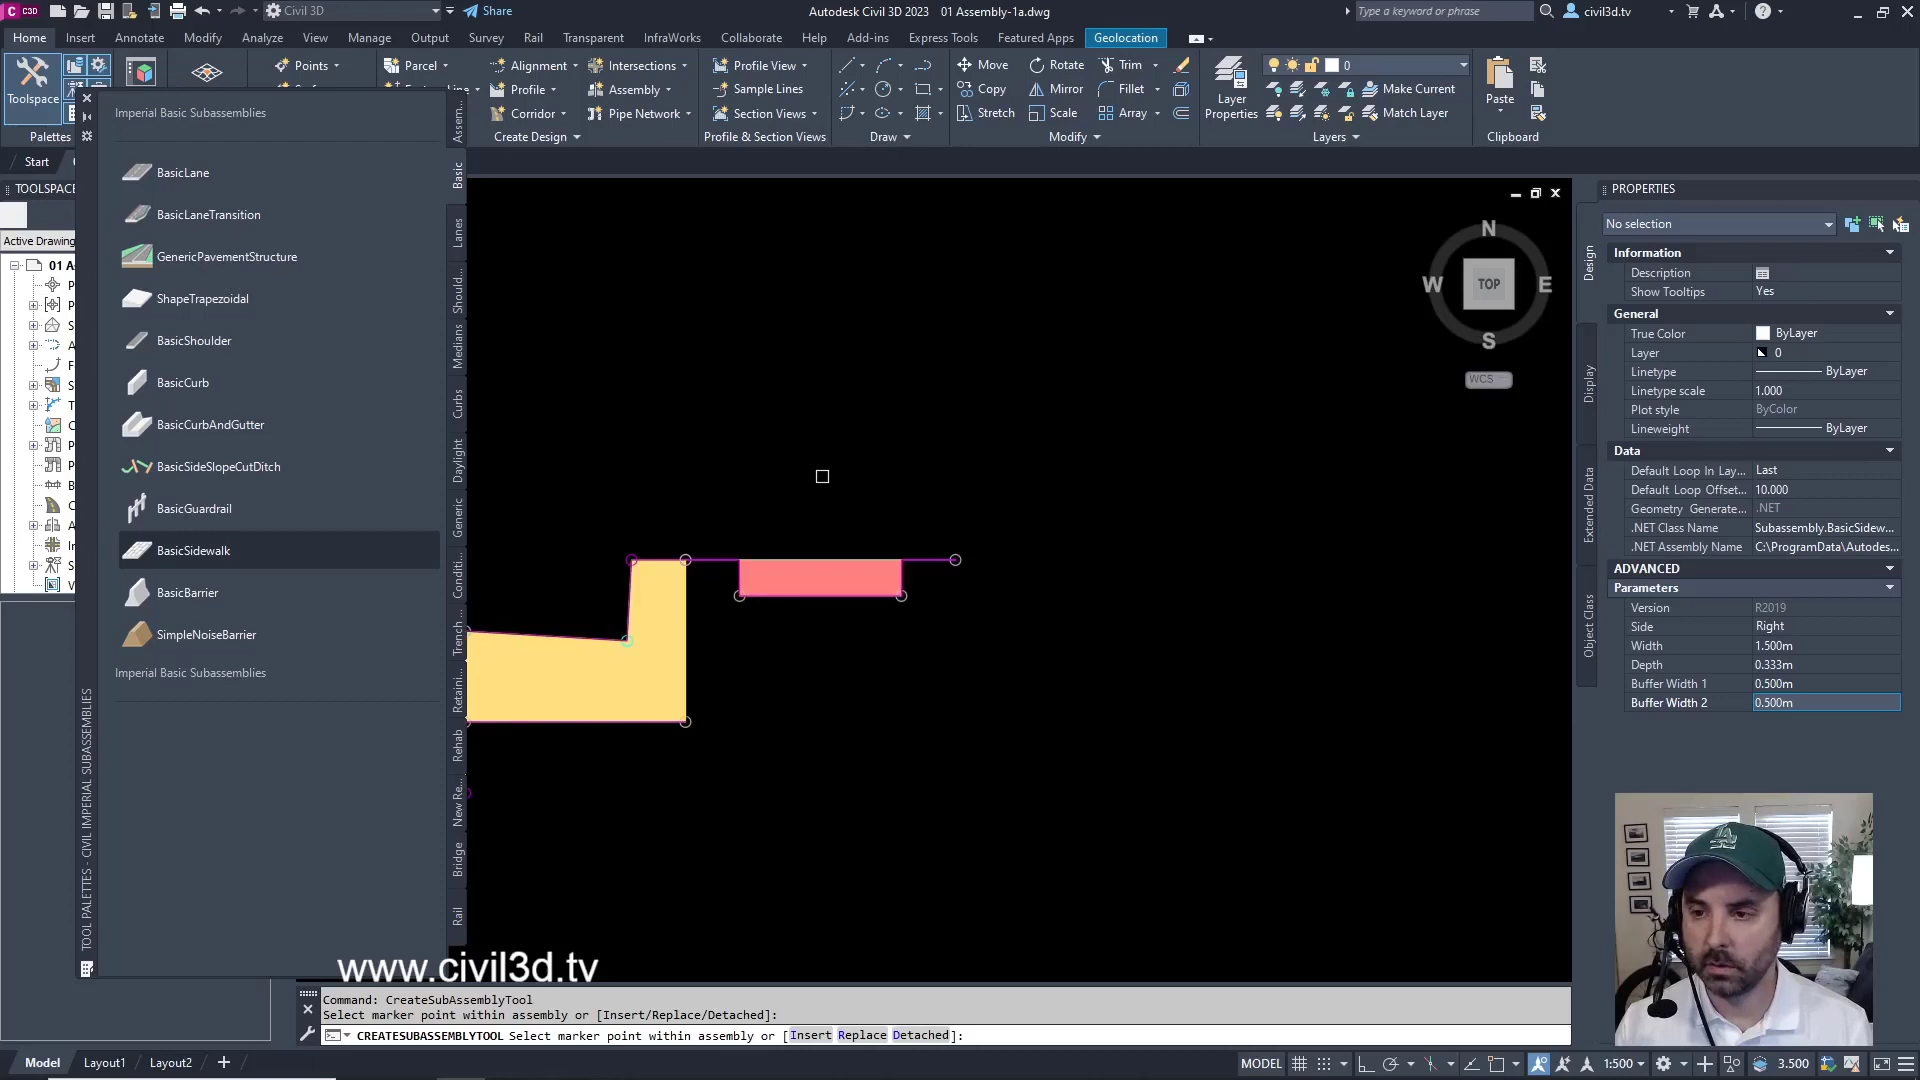 C3D
Civil 3D
Share
Autodesk Civil 3D 2023 01 Assembly-1a.dwg
Type a keyword or phrase
civil3d.tv
Home Insert Annotate Modify Analyze View Manage Output Survey Rail Transparent InfraWorks Collaborate Help Add-ins Express Tools Featured Apps Geolocation
Toolspace
Palettes
Points
Parcel
Alignment
Profile
Corridor
Intersections
Assembly
Pipe Network
Create Design
Profile View
Sample Lines
Section Views
Profile & Section Views
Draw
Move Rotate Trim
Copy Mirror Fillet
Stretch Scale Array
Modify
Layer
Properties
0
Make Current
Match Layer
Layers
Paste
Clipboard
Start
TOOLSPACE
Active Drawing
01 A
Imperial Basic Subassemblies
BasicLane
BasicLaneTransition
GenericPavementStructure
ShapeTrapezoidal
BasicShoulder
BasicCurb
BasicCurbAndGutter
BasicSideSlopeCutDitch
BasicGuardrail
BasicSidewalk
BasicBarrier
SimpleNoiseBarrier
Imperial Basic Subassemblies
TOOL PALETTES - CIVIL IMPERIAL SUBASSEMBLIES
Assem...
Basic
Lanes
Should...
Medians
Curbs
Daylight
Generic
Conditi...
Trench ...
Retaini...
Rehab
New Re...
Bridge
Rail
N
W TOP E
S
WCS
PROPERTIES
No selection
Design
Display
Extended Data
Object Class
Information
Description
Show Tooltips Yes
General
True Color ByLayer
Layer 0
Linetype ByLayer
Linetype scale 1.000
Plot style ByColor
Lineweight ByLayer
Data
Default Loop In Lay... Last
Default Loop Offset... 10.000
Geometry Generate... .NET
.NET Class Name Subassembly.BasicSidew...
.NET Assembly Name C:\ProgramData\Autodes...
ADVANCED
Parameters
Version R2019
Side Right
Width 1.500m
Depth 0.333m
Buffer Width 1 0.500m
Buffer Width 2 0.500m
www.civil3d.tv
Command: CreateSubAssemblyTool
Select marker point within assembly or [Insert/Replace/Detached]:
CREATESUBASSEMBLYTOOL Select marker point within assembly or [Insert Replace Detached]:
Model Layout1 Layout2 +
MODEL
1:500
3.500